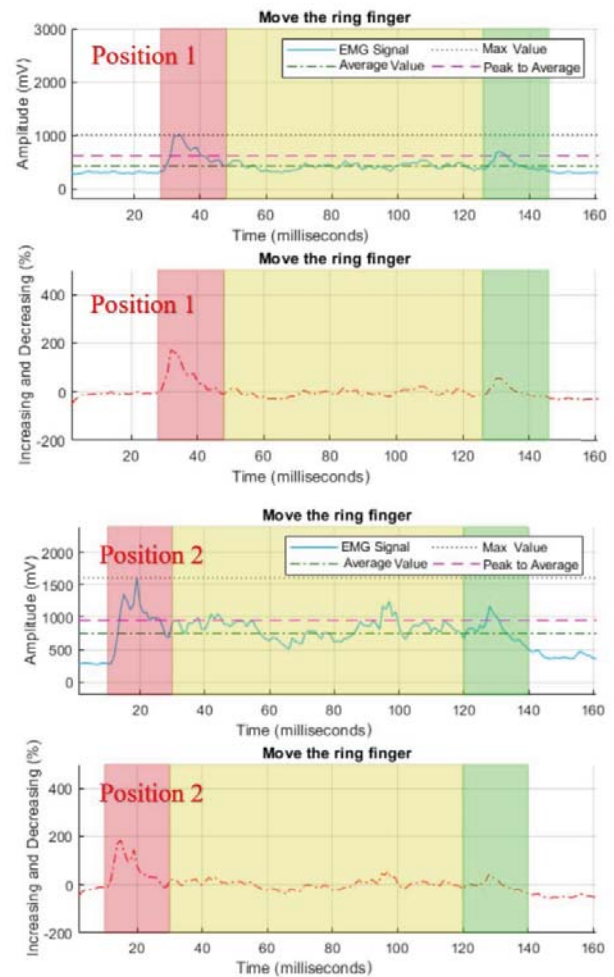 Move the ring finger
Position 1
EMG Signal Max Value
Average Value Peak to Average
Amplitude (mV)
3000
2000
1000
0
20 40 60 80 100 120 140 160
Time (milliseconds)
Move the ring finger
Position 1
Increasing and Decreasing (%)
400
200
0
-200
20 40 60 80 100 120 140 160
Time (milliseconds)
Move the ring finger
Position 2
EMG Signal Max Value
Average Value Peak to Average
Amplitude (mV)
2000
1500
1000
500
0
20 40 60 80 100 120 140 160
Time (milliseconds)
Move the ring finger
Position 2
Increasing and Decreasing (%)
400
200
0
-200
20 40 60 80 100 120 140 160
Time (milliseconds)